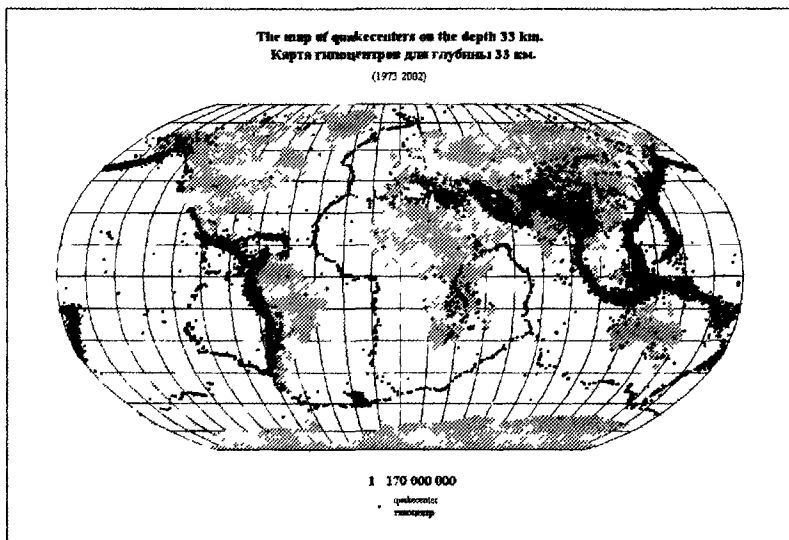 The map of quakecenters on the depth 33 km.
Карта гипоцентров для глубины 33 км.
(1973 2002)
1 170 000 000
quakecenter
гипоцентр